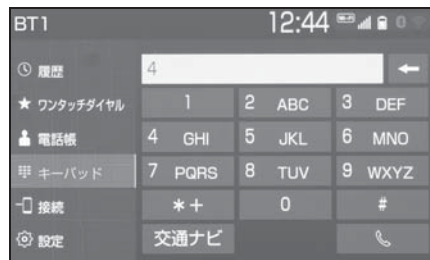 BT1 12:44
履歴
4
ワンタッチダイヤル
1 2 ABC 3 DEF
電話帳
4 GHI 5 JKL 6 MNO
キーパッド
7 PQRS 8 TUV 9 WXYZ
接続
*+ 0 #
設定
交通ナビ